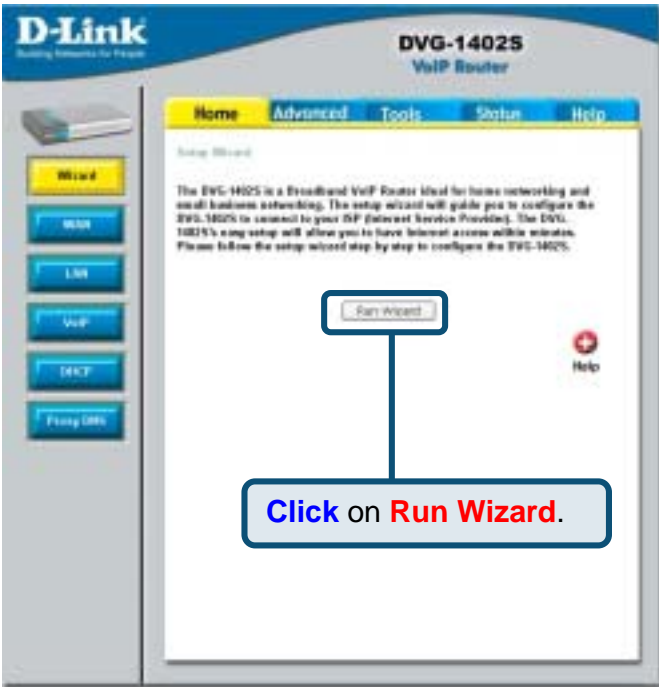 D-Link
Building Networks for People
DVG-1402S
VoIP Router
Home Advanced Tools Status Help
Wizard
WAN
LAN
VoIP
DHCP
Proxy DNS
Setup Wizard
The DVG-1402S is a Broadband VoIP Router ideal for home networking and
small business networking. The setup wizard will guide you to configure the
DVG-1402S to connect to your ISP (Internet Service Provider). The DVG-
1402S's easy setup will allow you to have Internet access within minutes.
Please follow the setup wizard step by step to configure the DVG-1402S.
Run Wizard
Help
Click on Run Wizard.